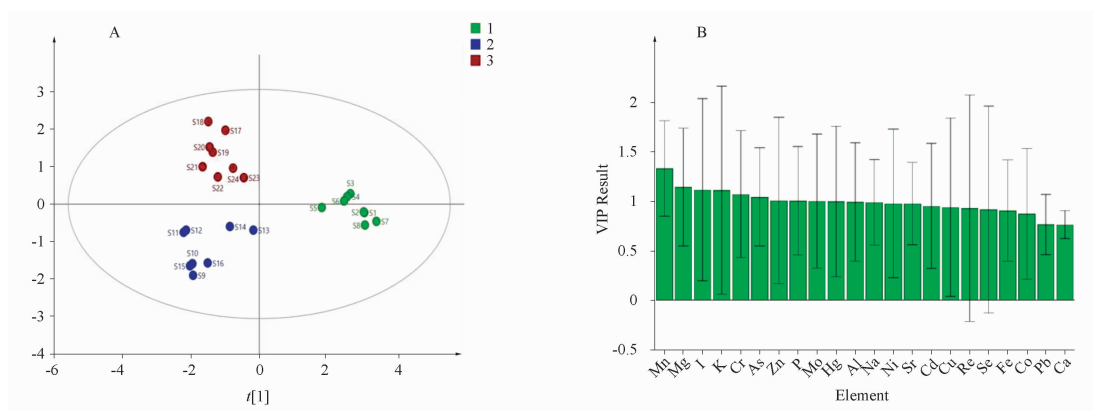 A
1
2
3
3
2
1
0
-1
-2
-3
-4
-6
-4
-2
0
2
4
t[1]
S18
S17
S20
S19
S21
S24
S23
S22
S3
S4
S6
S5
S2
S1
S8
S7
S14
S13
S11
S12
S10
S15
S16
S9
B
VIP Result
2
1.5
1
0.5
0
-0.5
Mn Mg I K Cr As Zn P Mo Hg Al Na Ni Sr Cd Cu Re Se Fe Co Pb Ca
Element